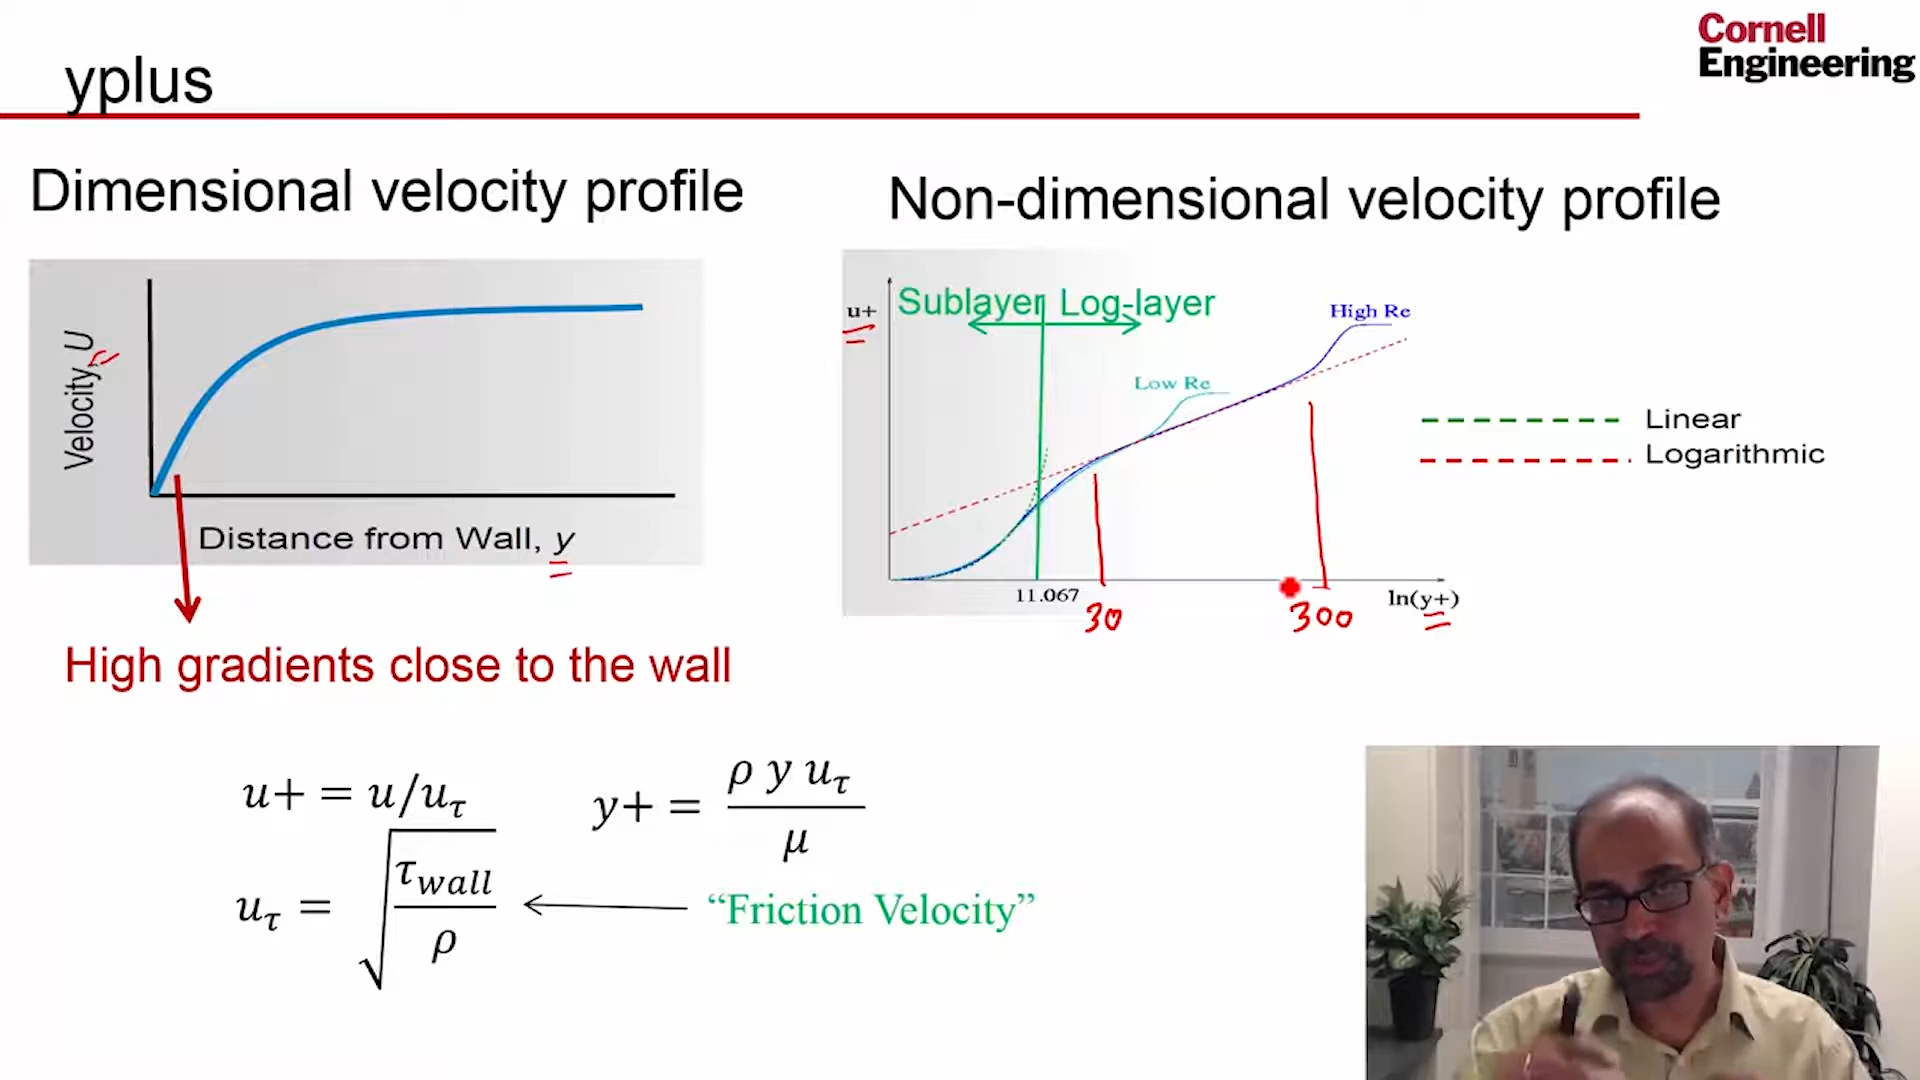 Cornell
Engineering
yplus
Dimensional velocity profile
Non-dimensional velocity profile
Velocity, U
Distance from Wall, y
High gradients close to the wall
u+
Sublayer
Log-layer
High Re
Low Re
11.067
30
300
ln(y+)
Linear
Logarithmic
u+ = u/uτ
y+ = ρ y uτ / μ
uτ = √(τwall / ρ)
“Friction Velocity”